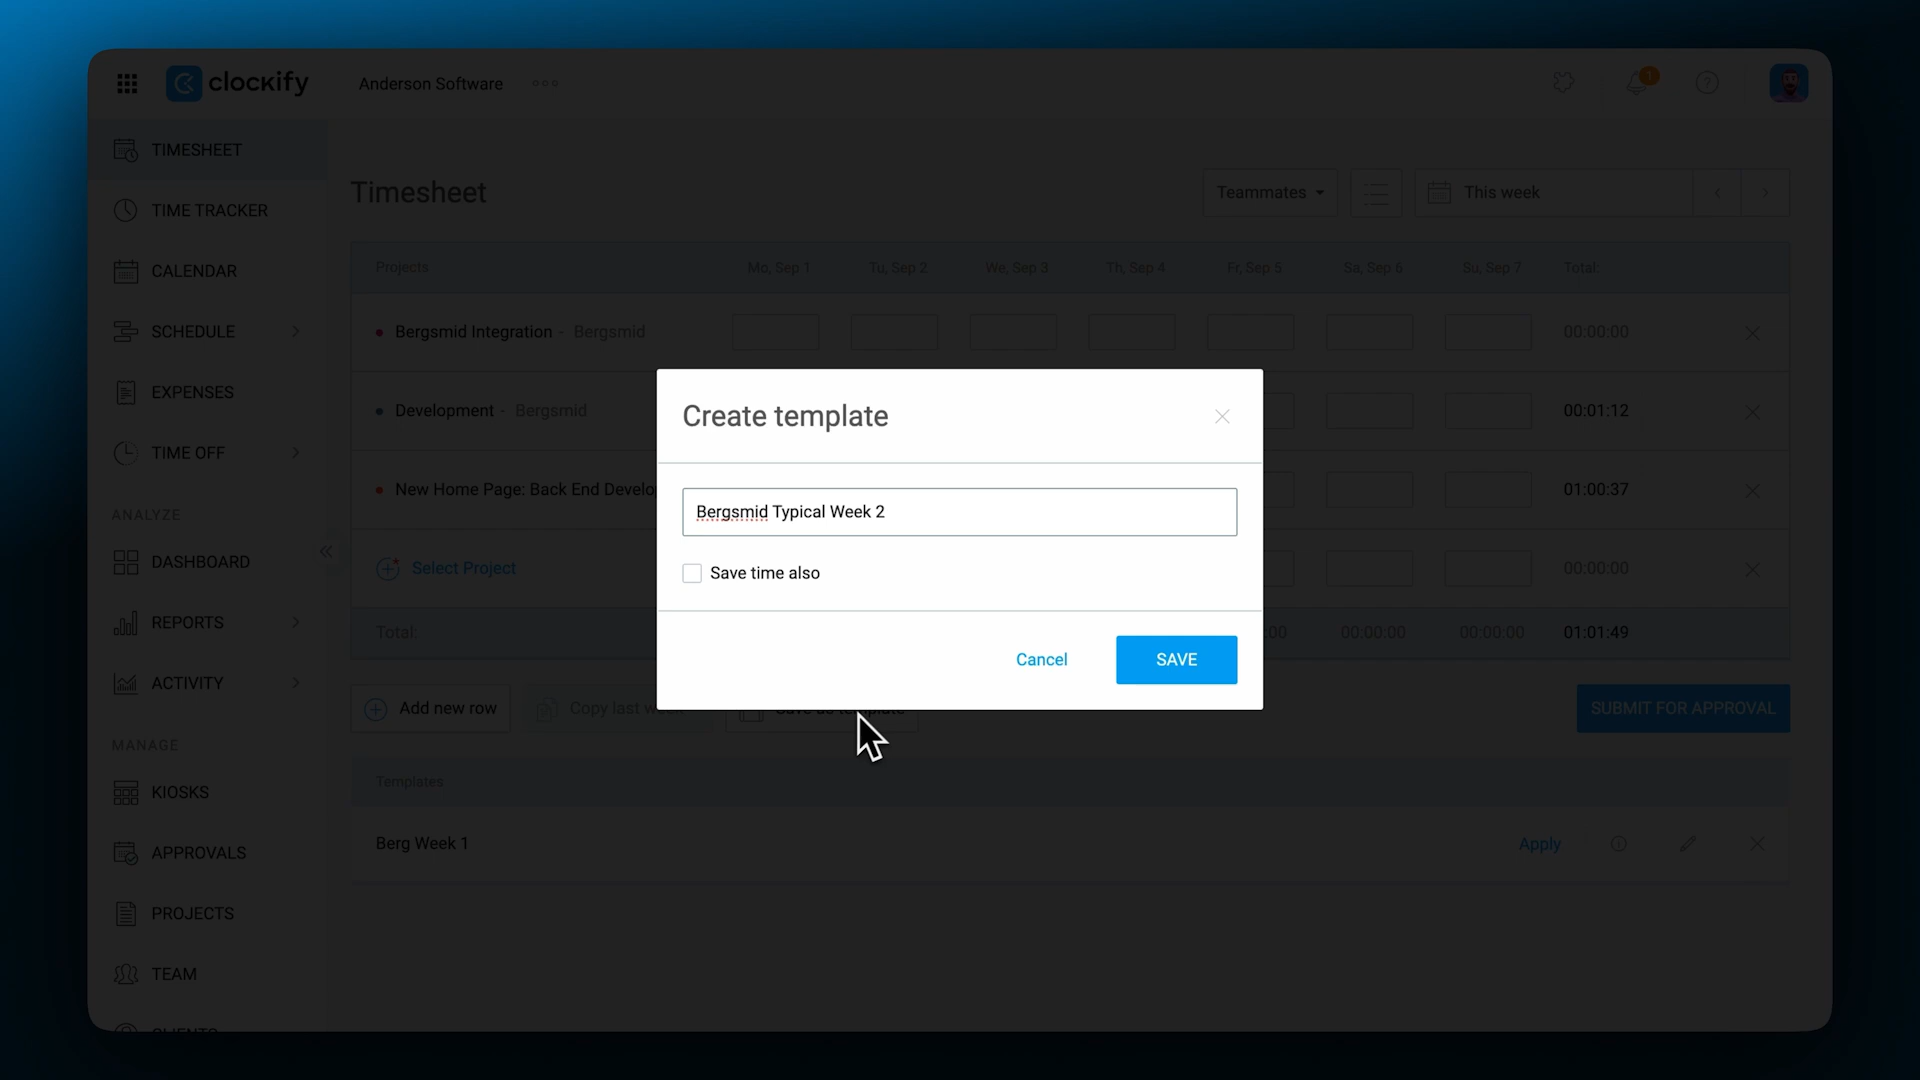 clockify
Anderson Software
1
TIMESHEET
TIME TRACKER
CALENDAR
SCHEDULE
EXPENSES
TIME OFF
ANALYZE
DASHBOARD
REPORTS
ACTIVITY
MANAGE
KIOSKS
APPROVALS
PROJECTS
TEAM
CLIENTS
Timesheet
Teammates
This week
Projects Mo, Sep 1 Tu, Sep 2 We, Sep 3 Th, Sep 4 Fr, Sep 5 Sa, Sep 6 Su, Sep 7 Total:
Bergsmid Integration - Bergsmid 00:00:00
Development - Bergsmid 00:01:12
New Home Page: Back End 01:00:37
Select Project 00:00:00
Total: 00:00:00 00:00:00 01:01:49
Create template
Bergsmid Typical Week 2
Save time also
Cancel
SAVE
Add new row
Copy last
Save as template
SUBMIT FOR APPROVAL
Templates
Berg Week 1
Apply